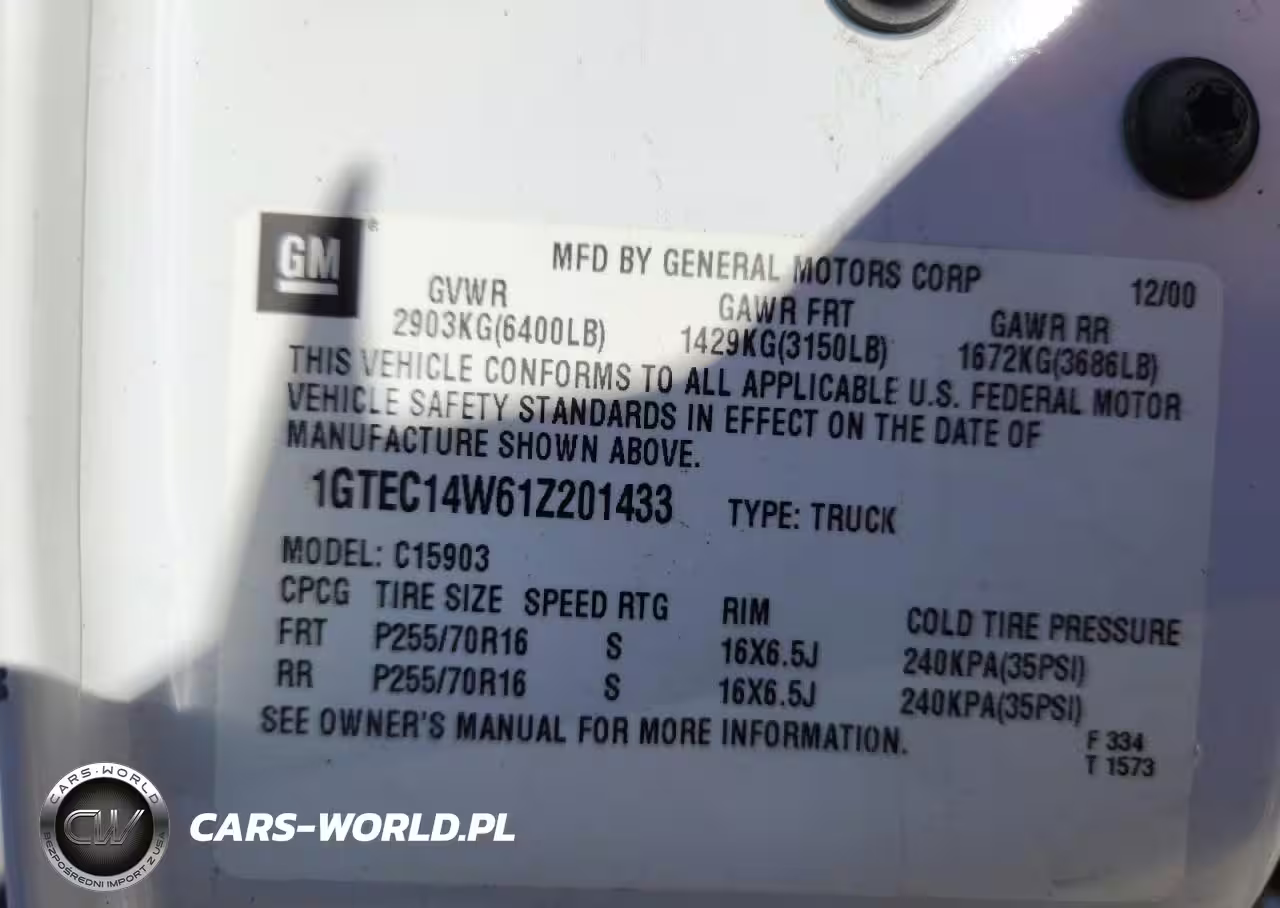 GM®
MFD BY GENERAL MOTORS CORP 12/00
GVWR GAWR FRT GAWR RR
2903KG(6400LB) 1429KG(3150LB) 1672KG(3686LB)
THIS VEHICLE CONFORMS TO ALL APPLICABLE U.S. FEDERAL MOTOR
VEHICLE SAFETY STANDARDS IN EFFECT ON THE DATE OF
MANUFACTURE SHOWN ABOVE.
1GTEC14W61Z201433 TYPE: TRUCK
MODEL: C15903
CPCG TIRE SIZE SPEED RTG RIM COLD TIRE PRESSURE
FRT P255/70R16 S 16X6.5J 240KPA(35PSI)
RR P255/70R16 S 16X6.5J 240KPA(35PSI)
SEE OWNER'S MANUAL FOR MORE INFORMATION.
F 334
T 1573
CARS-WORLD
CW
BEZPOŚREDNI IMPORT Z USA
CARS-WORLD.PL